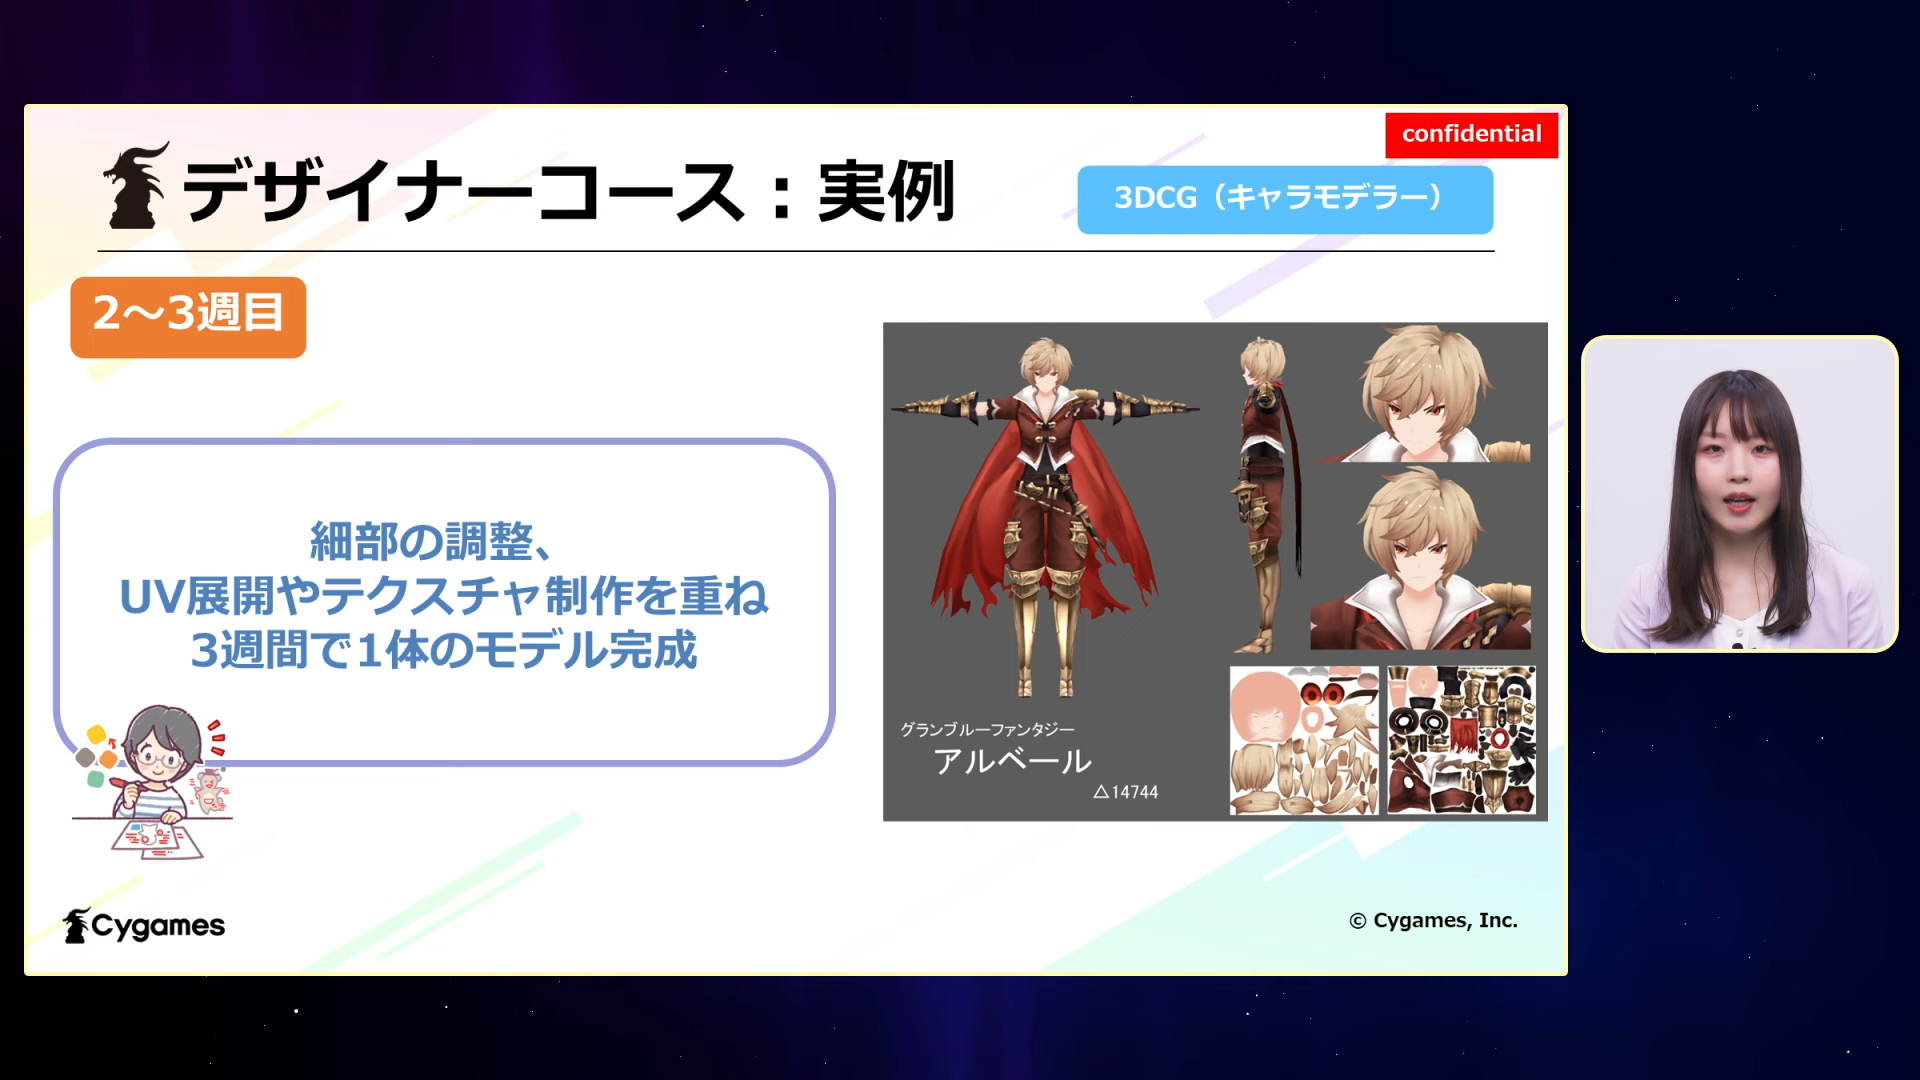 confidential
デザイナーコース：実例
3DCG（キャラモデラー）
2～3週目
細部の調整、
UV展開やテクスチャ制作を重ね
3週間で1体のモデル完成
グランブルーファンタジー
アルベール
△14744
Cygames
© Cygames, Inc.